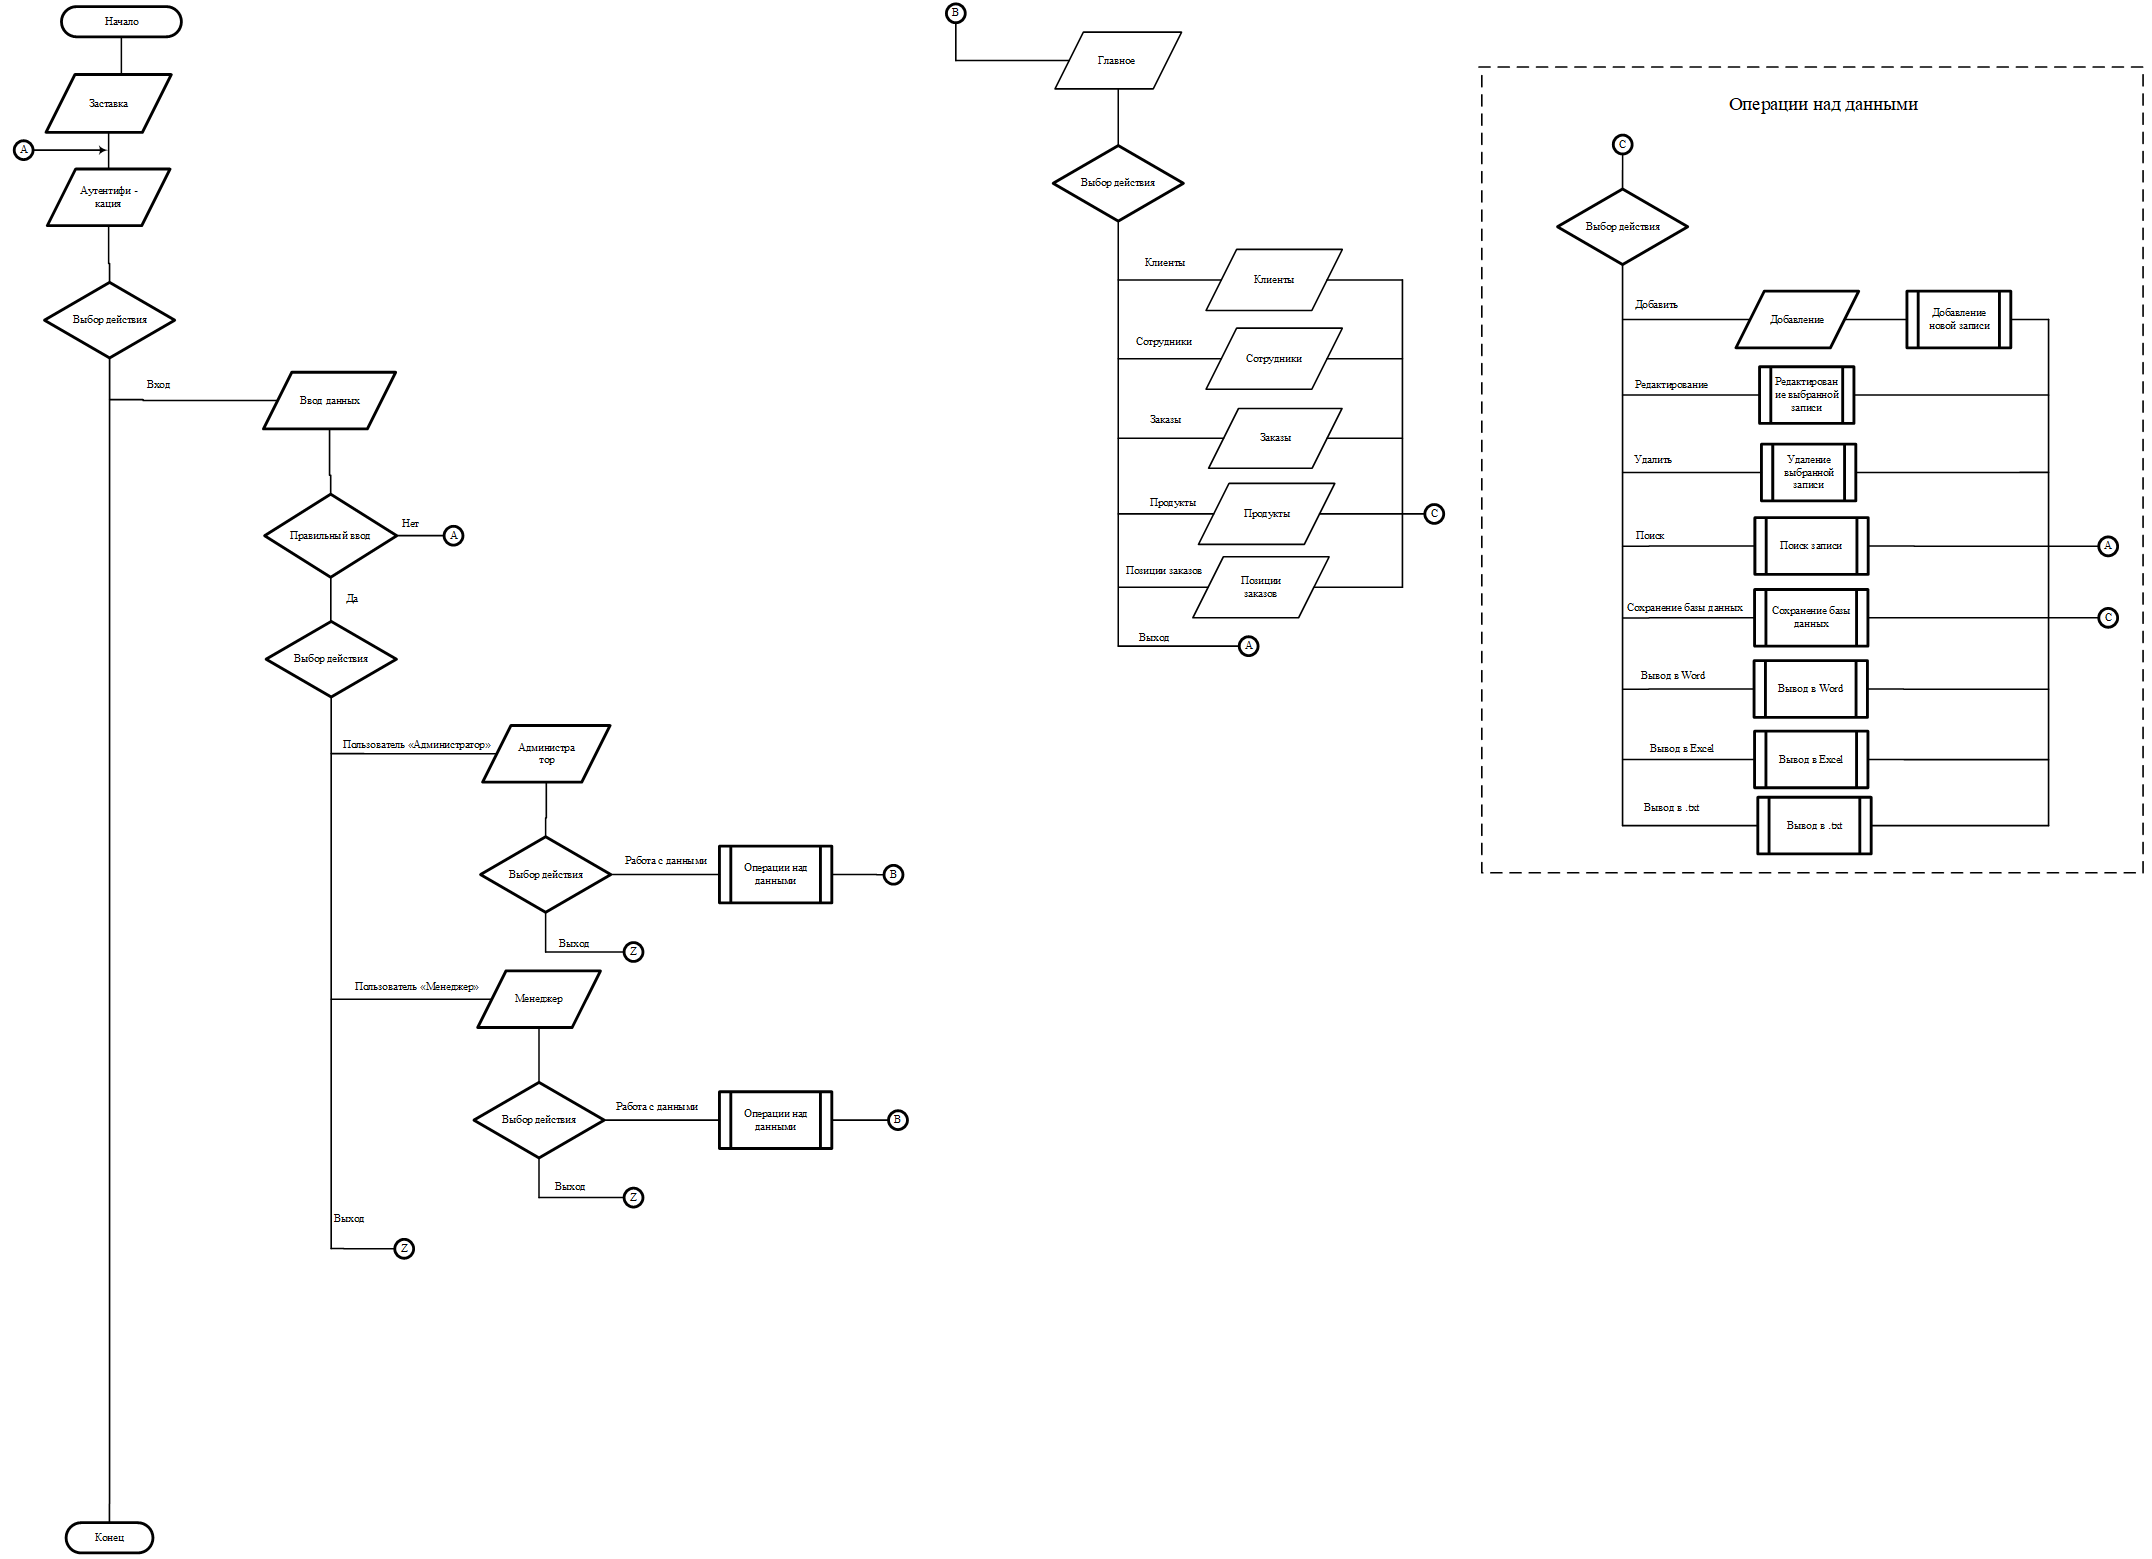 Начало
Заставка
A
Аутентифи -
кация
Выбор действия
Вход
Ввод данных
Правильный ввод
Нет
A
Да
Выбор действия
Пользователь «Администратор»
Администра
тор
Выбор действия
Работа с данными
Операции над
данными
B
Выход
Z
Пользователь «Менеджер»
Менеджер
Выбор действия
Работа с данными
Операции над
данными
B
Выход
Z
Выход
Z
Конец
B
Главное
Выбор действия
Клиенты
Клиенты
Сотрудники
Сотрудники
Заказы
Заказы
Продукты
Продукты
C
Позиции заказов
Позиции
заказов
Выход
A
Операции над данными
C
Выбор действия
Добавить
Добавление
Добавление
новой записи
Редактирование
Редактирован
ие выбранной
записи
Удалить
Удаление
выбранной
записи
Поиск
Поиск записи
A
Сохранение базы данных
Сохранение базы
данных
C
Вывод в Word
Вывод в Word
Вывод в Excel
Вывод в Excel
Вывод в .txt
Вывод в .txt